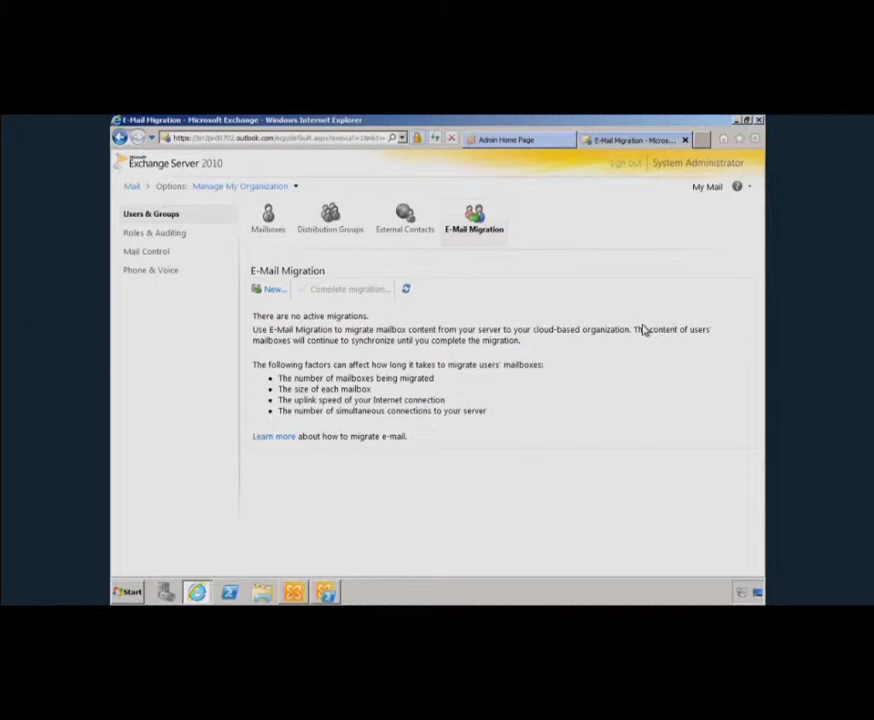 E-Mail Migration - Microsoft Exchange - Windows Internet Explorer
Admin Home Page
E-Mail Migration - Micros...
Microsoft
Exchange Server 2010
sign out
System Administrator
Mail
Options: Manage My Organization
My Mail
Users & Groups
Roles & Auditing
Mail Control
Phone & Voice
Mailboxes
Distribution Groups
External Contacts
E-Mail Migration
E-Mail Migration
New...
Complete migration...
There are no active migrations.
Use E-Mail Migration to migrate mailbox content from your server to your cloud-based organization. The content of users'
mailboxes will continue to synchronize until you complete the migration.
The following factors can affect how long it takes to migrate users' mailboxes:
• The number of mailboxes being migrated
• The size of each mailbox
• The uplink speed of your Internet connection
• The number of simultaneous connections to your server
Learn more about how to migrate e-mail.
Start